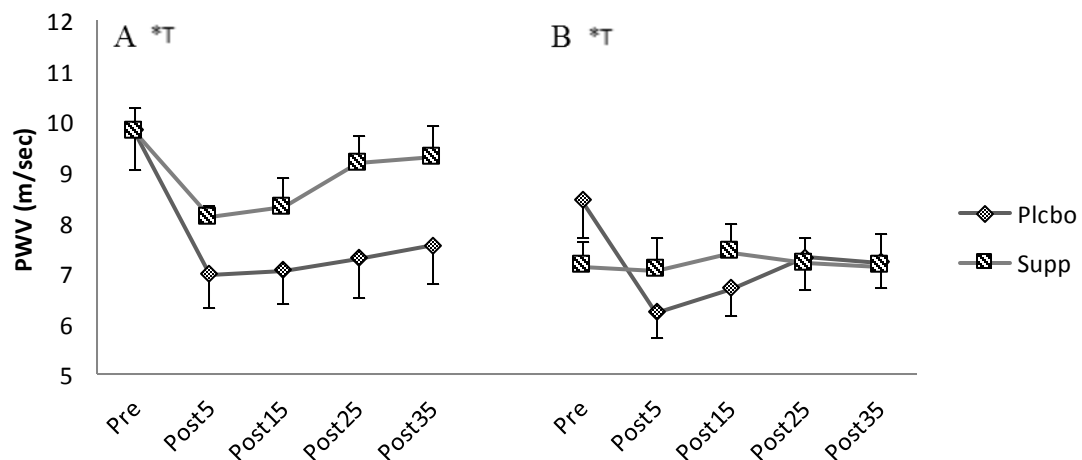 12
11
10
9
8
7
6
5
PWV (m/sec)
A *T
B *T
Pre
Post5
Post15
Post25
Post35
Pre
Post5
Post15
Post25
Post35
Plcbo
Supp